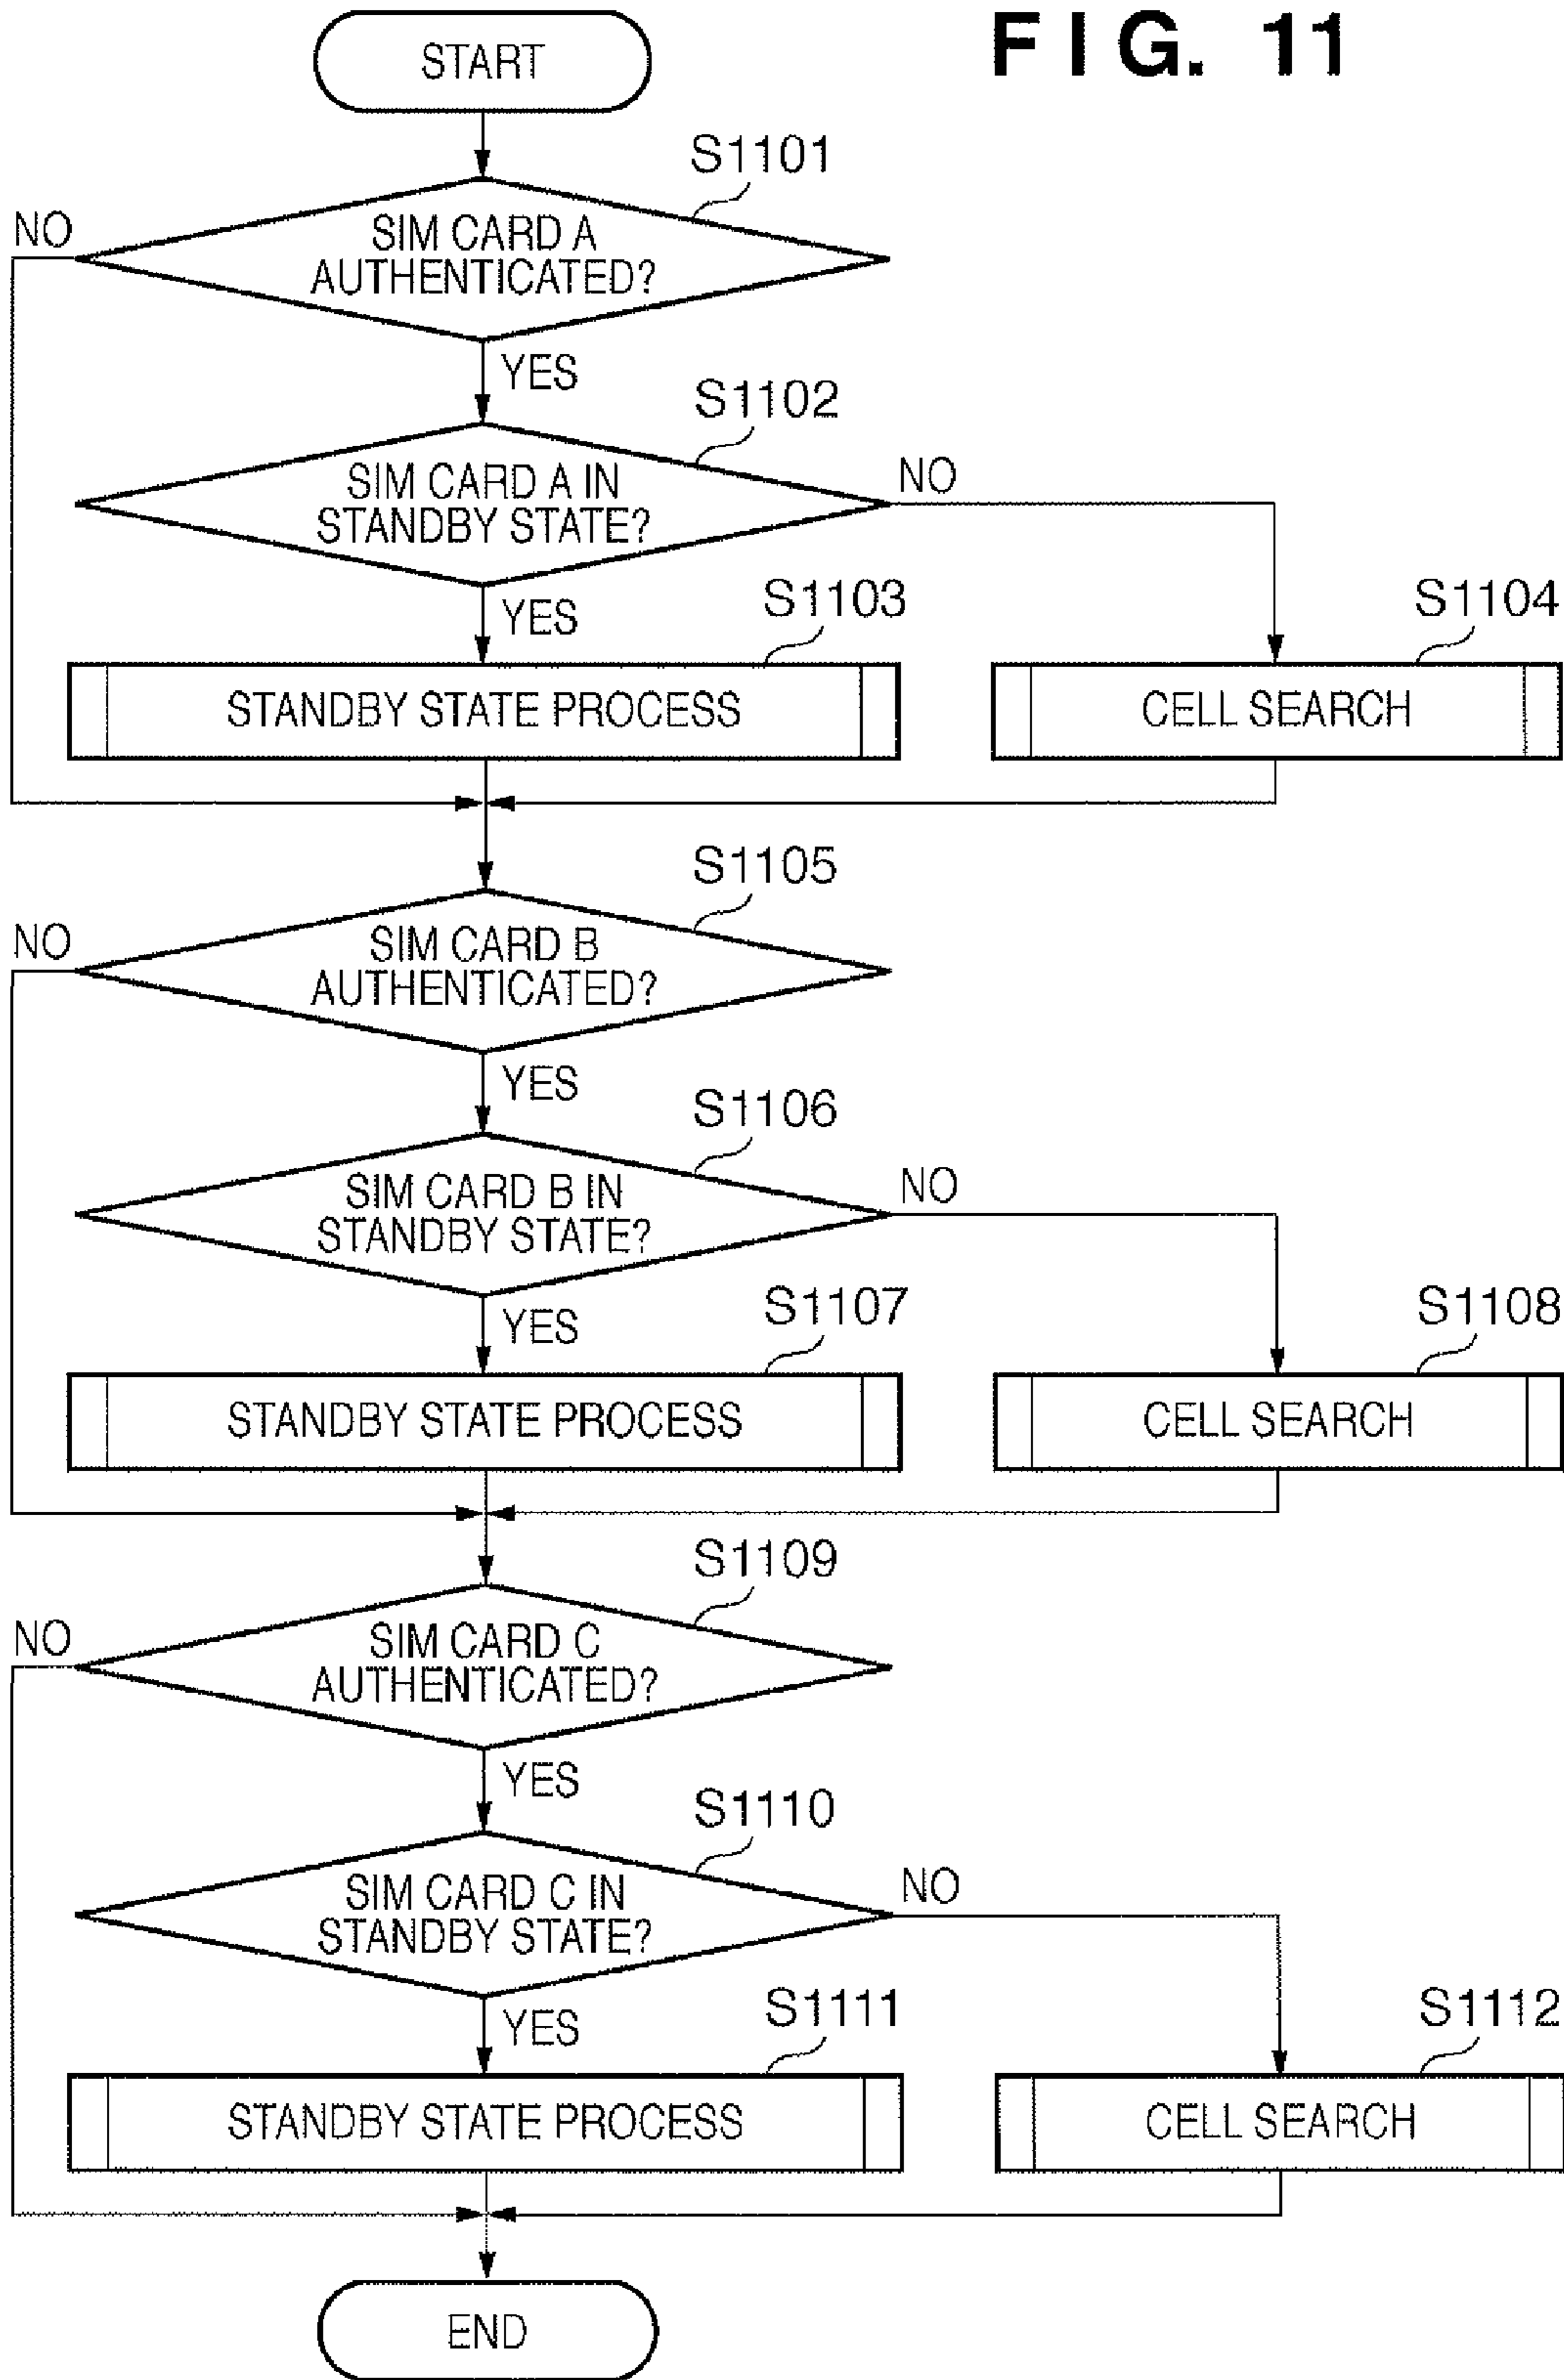 FIG. 11
START
S1101
NO
SIM CARD A
AUTHENTICATED?
YES
S1102
NO
SIM CARD A IN
STANDBY STATE?
YES
S1103
S1104
STANDBY STATE PROCESS
CELL SEARCH
S1105
NO
SIM CARD B
AUTHENTICATED?
YES
S1106
NO
SIM CARD B IN
STANDBY STATE?
YES
S1107
S1108
STANDBY STATE PROCESS
CELL SEARCH
S1109
NO
SIM CARD C
AUTHENTICATED?
YES
S1110
NO
SIM CARD C IN
STANDBY STATE?
YES
S1111
S1112
STANDBY STATE PROCESS
CELL SEARCH
END